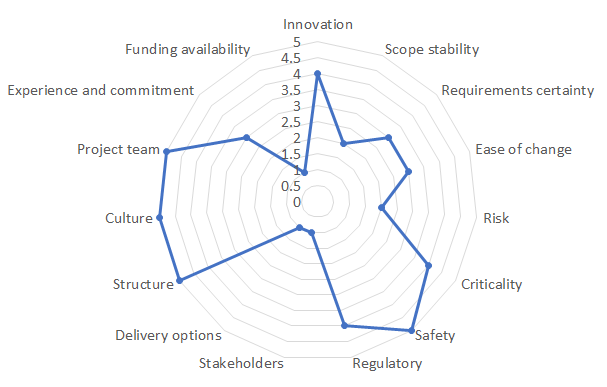 Innovation
Funding availability
Scope stability
Experience and commitment
Requirements certainty
Project team
Ease of change
Culture
Risk
Structure
Criticality
Delivery options
Safety
Stakeholders
Regulatory
5
4.5
4
3.5
3
2.5
2
1.5
1
0.5
0